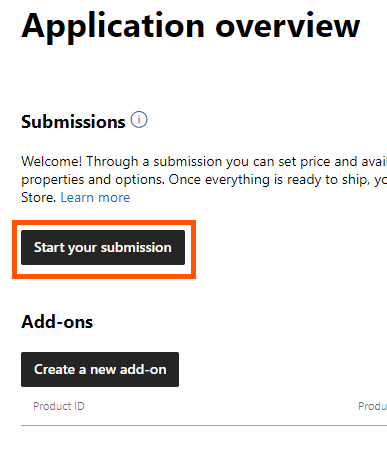 Application overview
Submissions
Welcome! Through a submission you can set price and avai
properties and options. Once everything is ready to ship, yo
Store. Learn more
Start your submission
Add-ons
Create a new add-on
Product ID Produ